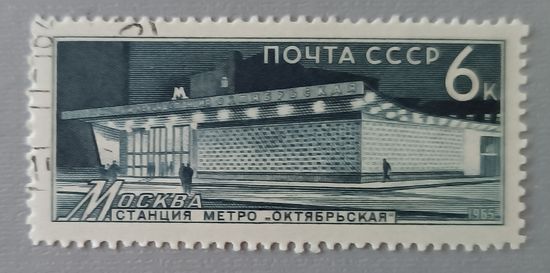 ПОЧТА СССР
6К
М
МОСКВА
СТАНЦИЯ МЕТРО „ОКТЯБРЬСКАЯ“
1965